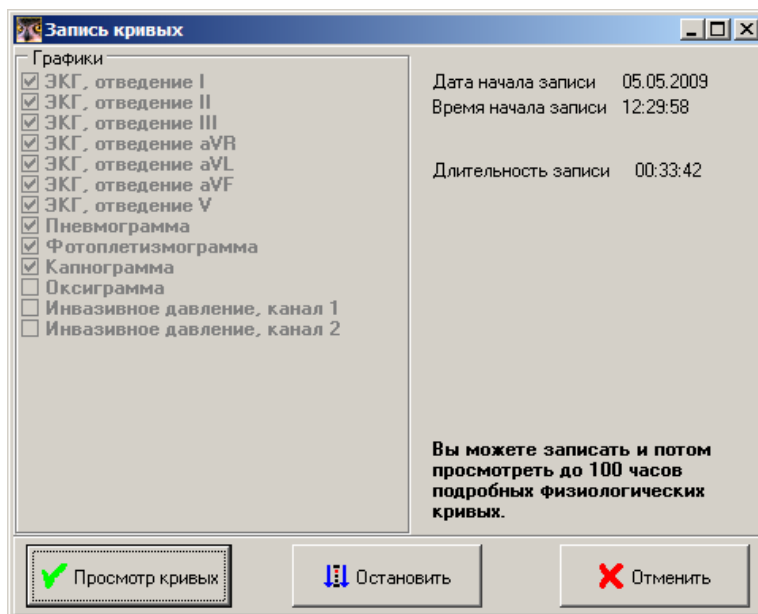 Запись кривых
Графики
ЭКГ, отведение I
ЭКГ, отведение II
ЭКГ, отведение III
ЭКГ, отведение aVR
ЭКГ, отведение aVL
ЭКГ, отведение aVF
ЭКГ, отведение V
Пневмограмма
Фотоплетизмограмма
Капнограмма
Оксиграмма
Инвазивное давление, канал 1
Инвазивное давление, канал 2
Дата начала записи 05.05.2009
Время начала записи 12:29:58
Длительность записи 00:33:42
Вы можете записать и потом
просмотреть до 100 часов
подробных физиологических
кривых.
Просмотр кривых
Остановить
Отменить